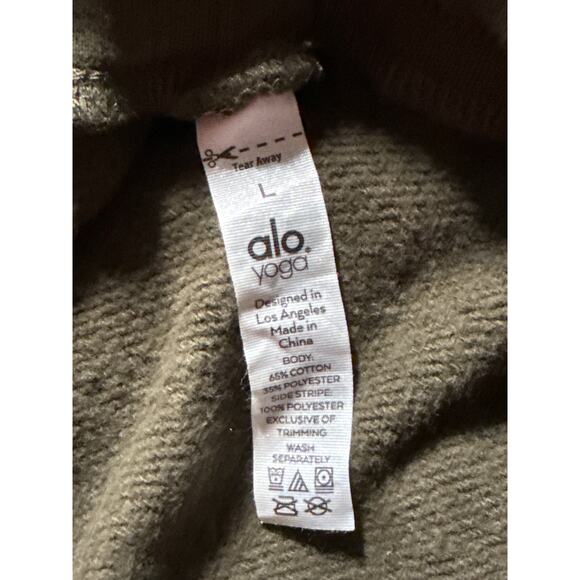 Tear Away
L
alo
yoga
Designed in
Los Angeles
Made in
China
BODY:
65% COTTON
35% POLYESTER
SIDE STRIPE:
100% POLYESTER
EXCLUSIVE OF
TRIMMING
WASH
SEPARATELY